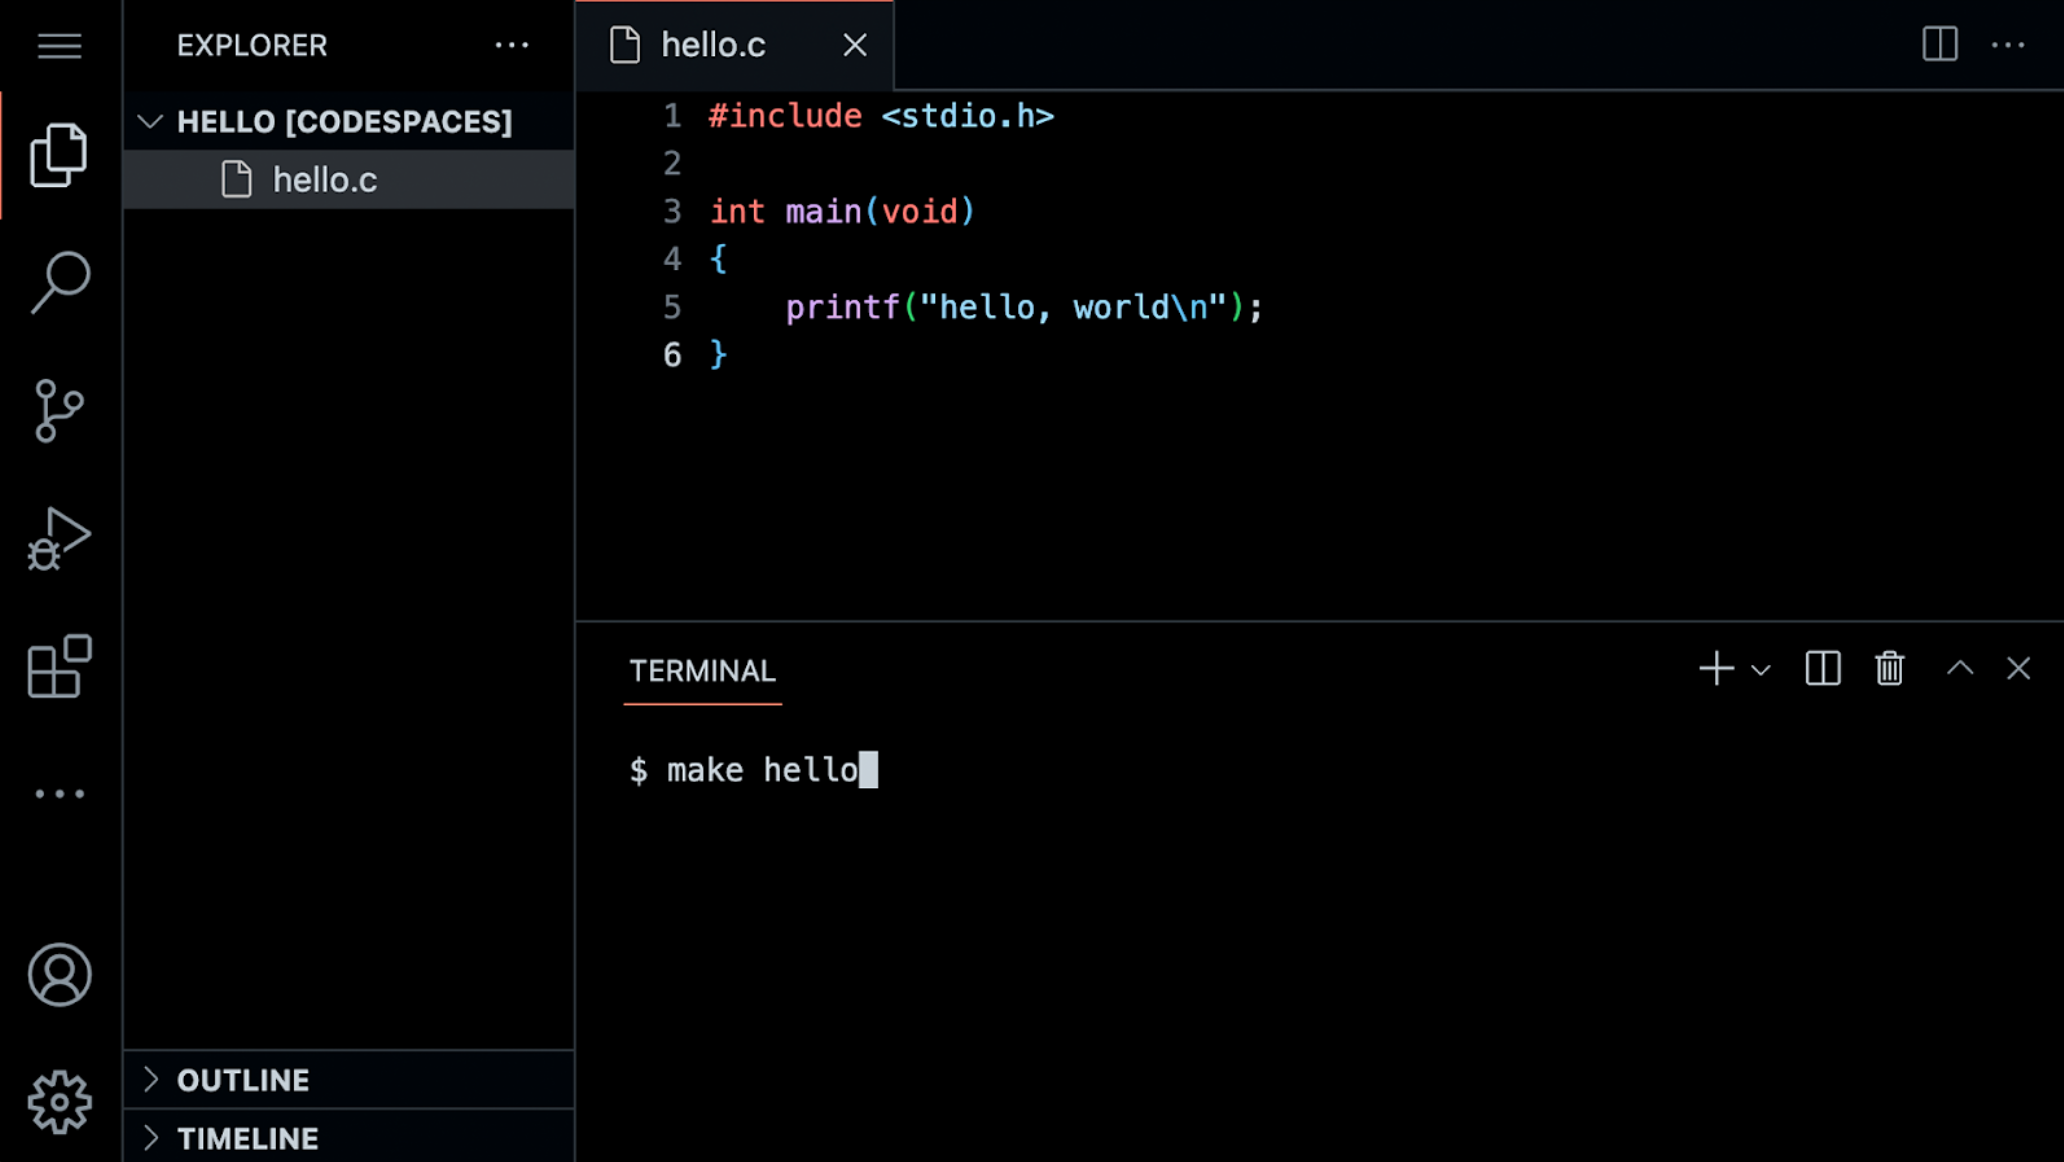 EXPLORER
HELLO [CODESPACES]
hello.c
OUTLINE
TIMELINE
hello.c
1 #include <stdio.h>
2
3 int main(void)
4 {
5     printf("hello, world\n");
6 }
TERMINAL
$ make hello